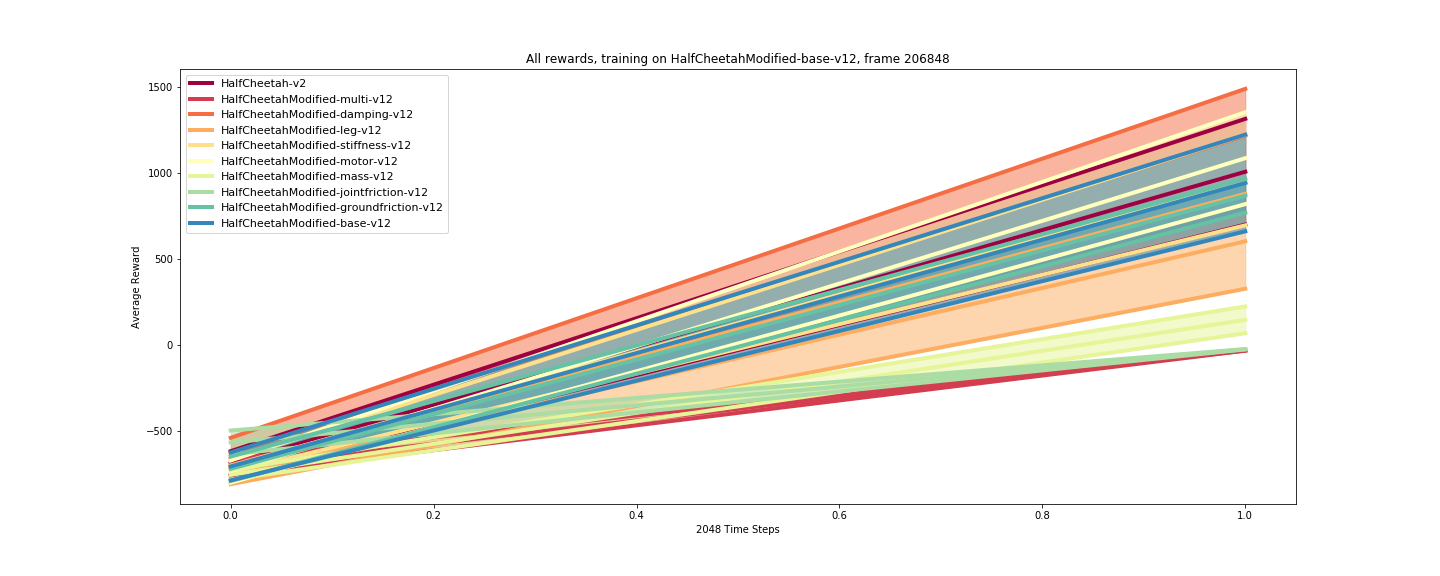 All rewards, training on HalfCheetahModified-base-v12, frame 206848
HalfCheetah-v2
HalfCheetahModified-multi-v12
HalfCheetahModified-damping-v12
HalfCheetahModified-leg-v12
HalfCheetahModified-stiffness-v12
HalfCheetahModified-motor-v12
HalfCheetahModified-mass-v12
HalfCheetahModified-jointfriction-v12
HalfCheetahModified-groundfriction-v12
HalfCheetahModified-base-v12
Average Reward
1500
1000
500
0
−500
0.0 0.2 0.4 0.6 0.8 1.0
2048 Time Steps